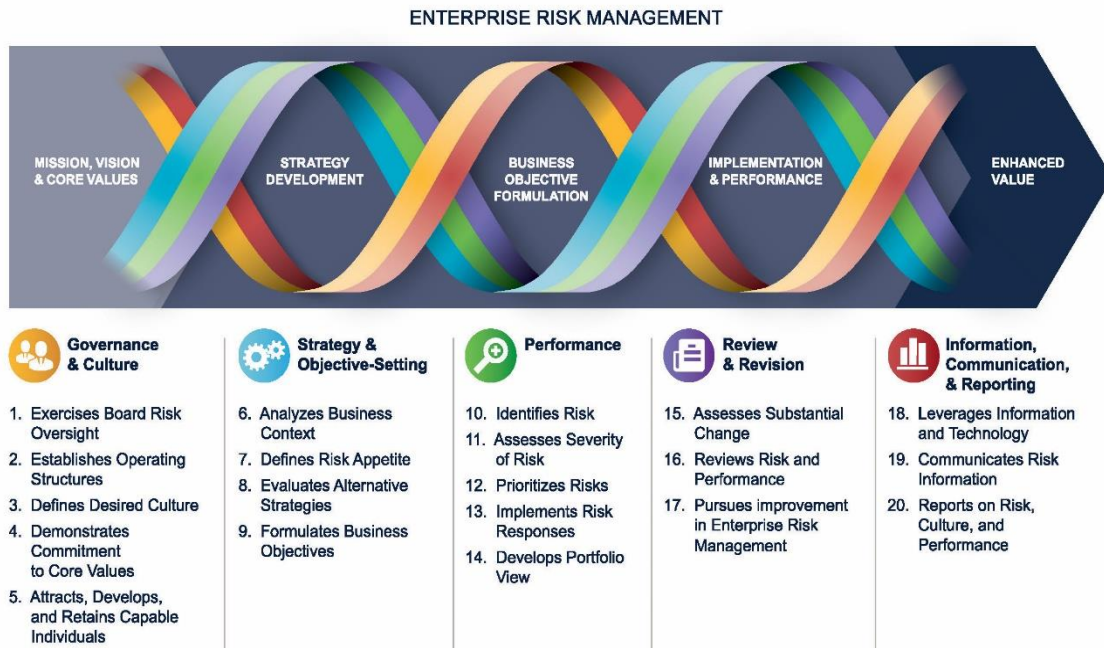 ENTERPRISE RISK MANAGEMENT
MISSION, VISION
& CORE VALUES
STRATEGY
DEVELOPMENT
BUSINESS
OBJECTIVE
FORMULATION
IMPLEMENTATION
& PERFORMANCE
ENHANCED
VALUE
Governance
& Culture
1. Exercises Board Risk
Oversight
2. Establishes Operating
Structures
3. Defines Desired Culture
4. Demonstrates
Commitment
to Core Values
5. Attracts, Develops,
and Retains Capable
Individuals
Strategy &
Objective-Setting
6. Analyzes Business
Context
7. Defines Risk Appetite
8. Evaluates Alternative
Strategies
9. Formulates Business
Objectives
Performance
10. Identifies Risk
11. Assesses Severity
of Risk
12. Prioritizes Risks
13. Implements Risk
Responses
14. Develops Portfolio
View
Review
& Revision
15. Assesses Substantial
Change
16. Reviews Risk and
Performance
17. Pursues improvement
in Enterprise Risk
Management
Information,
Communication,
& Reporting
18. Leverages Information
and Technology
19. Communicates Risk
Information
20. Reports on Risk,
Culture, and
Performance